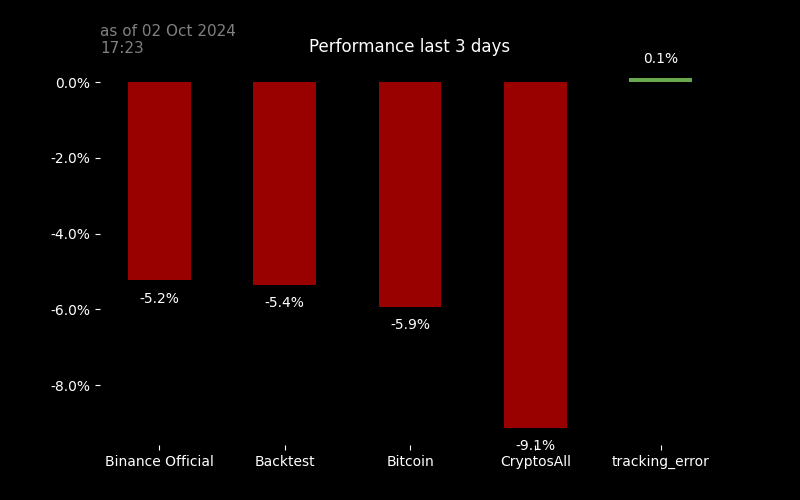 as of 02 Oct 2024
17:23
Performance last 3 days
0.1%
0.0%
-2.0%
-4.0%
-6.0%
-8.0%
-5.2%
-5.4%
-5.9%
-9.1%
Binance Official
Backtest
Bitcoin
CryptosAll
tracking_error